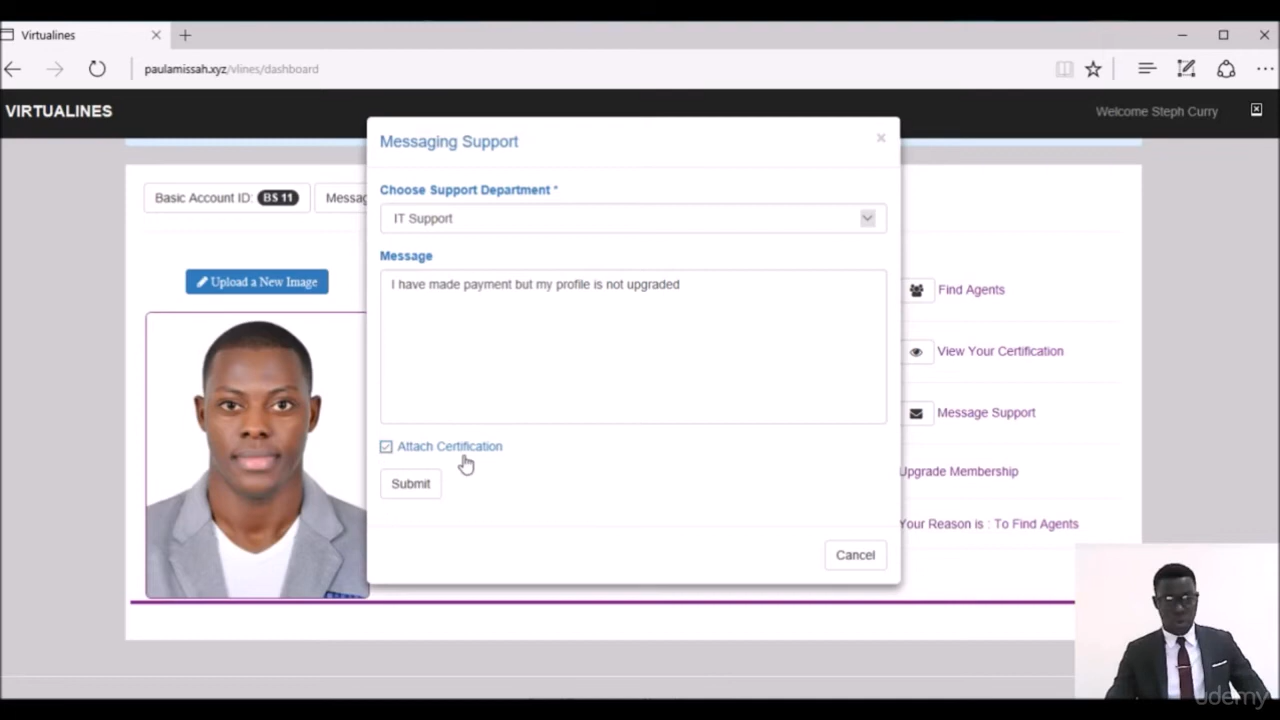 Virtualines
paulamissah.xyz/vlines/dashboard
VIRTUALINES
Welcome Steph Curry
Messaging Support
×
Basic Account ID: BS 11
Messag
Choose Support Department *
IT Support
Message
I have made payment but my profile is not upgraded
Upload a New Image
Find Agents
View Your Certification
Message Support
Attach Certification
Upgrade Membership
Submit
Your Reason is : To Find Agents
Cancel
udemy